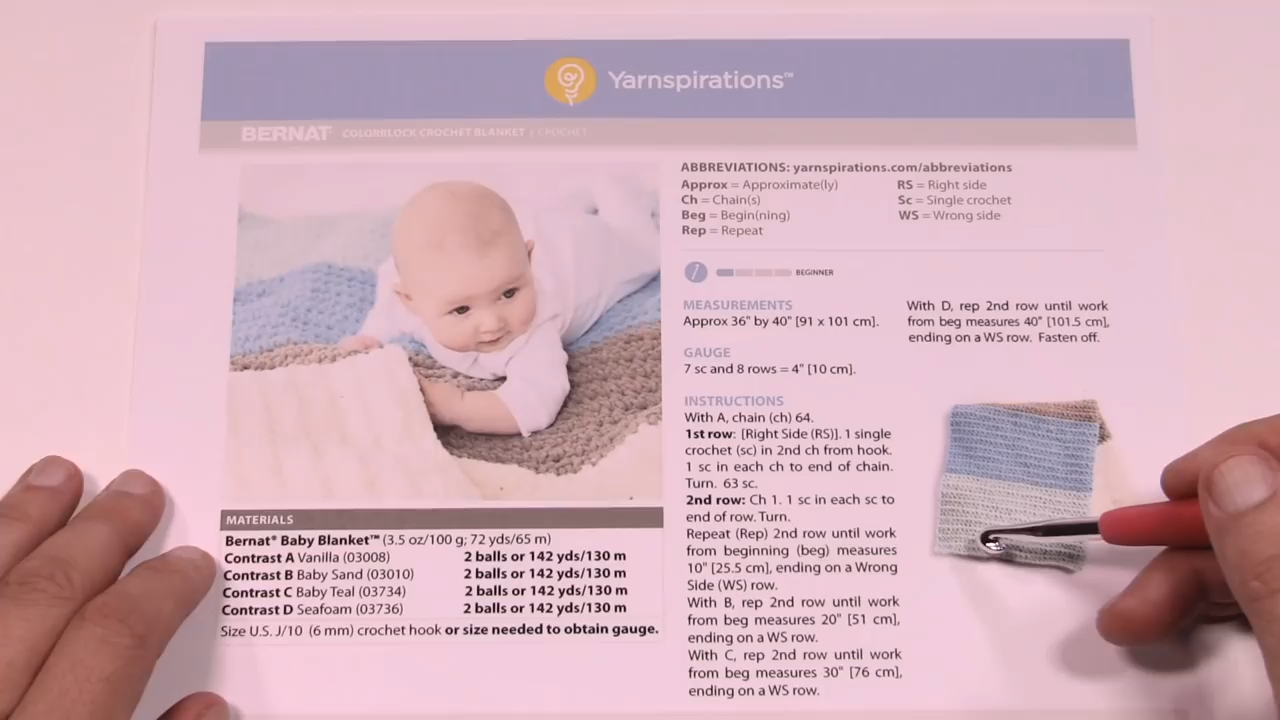 Yarnspirations™
BERNAT® COLORBLOCK CROCHET BLANKET | CROCHET
MATERIALS
Bernat® Baby Blanket™ (3.5 oz/100 g; 72 yds/65 m)
Contrast A Vanilla (03008) 2 balls or 142 yds/130 m
Contrast B Baby Sand (03010) 2 balls or 142 yds/130 m
Contrast C Baby Teal (03734) 2 balls or 142 yds/130 m
Contrast D Seafoam (03736) 2 balls or 142 yds/130 m
Size U.S. J/10 (6 mm) crochet hook or size needed to obtain gauge.
ABBREVIATIONS: yarnspirations.com/abbreviations
Approx = Approximate(ly)
Ch = Chain(s)
Beg = Begin(ning)
Rep = Repeat
RS = Right side
Sc = Single crochet
WS = Wrong side
BEGINNER
MEASUREMENTS
Approx 36" by 40" [91 x 101 cm].
GAUGE
7 sc and 8 rows = 4" [10 cm].
INSTRUCTIONS
With A, chain (ch) 64.
1st row: [Right Side (RS)]. 1 single
crochet (sc) in 2nd ch from hook.
1 sc in each ch to end of chain.
Turn. 63 sc.
2nd row: Ch 1. 1 sc in each sc to
end of row. Turn.
Repeat (Rep) 2nd row until work
from beginning (beg) measures
10" [25.5 cm], ending on a Wrong
Side (WS) row.
With B, rep 2nd row until work
from beg measures 20" [51 cm],
ending on a WS row.
With C, rep 2nd row until work
from beg measures 30" [76 cm],
ending on a WS row.
With D, rep 2nd row until work
from beg measures 40" [101.5 cm],
ending on a WS row. Fasten off.